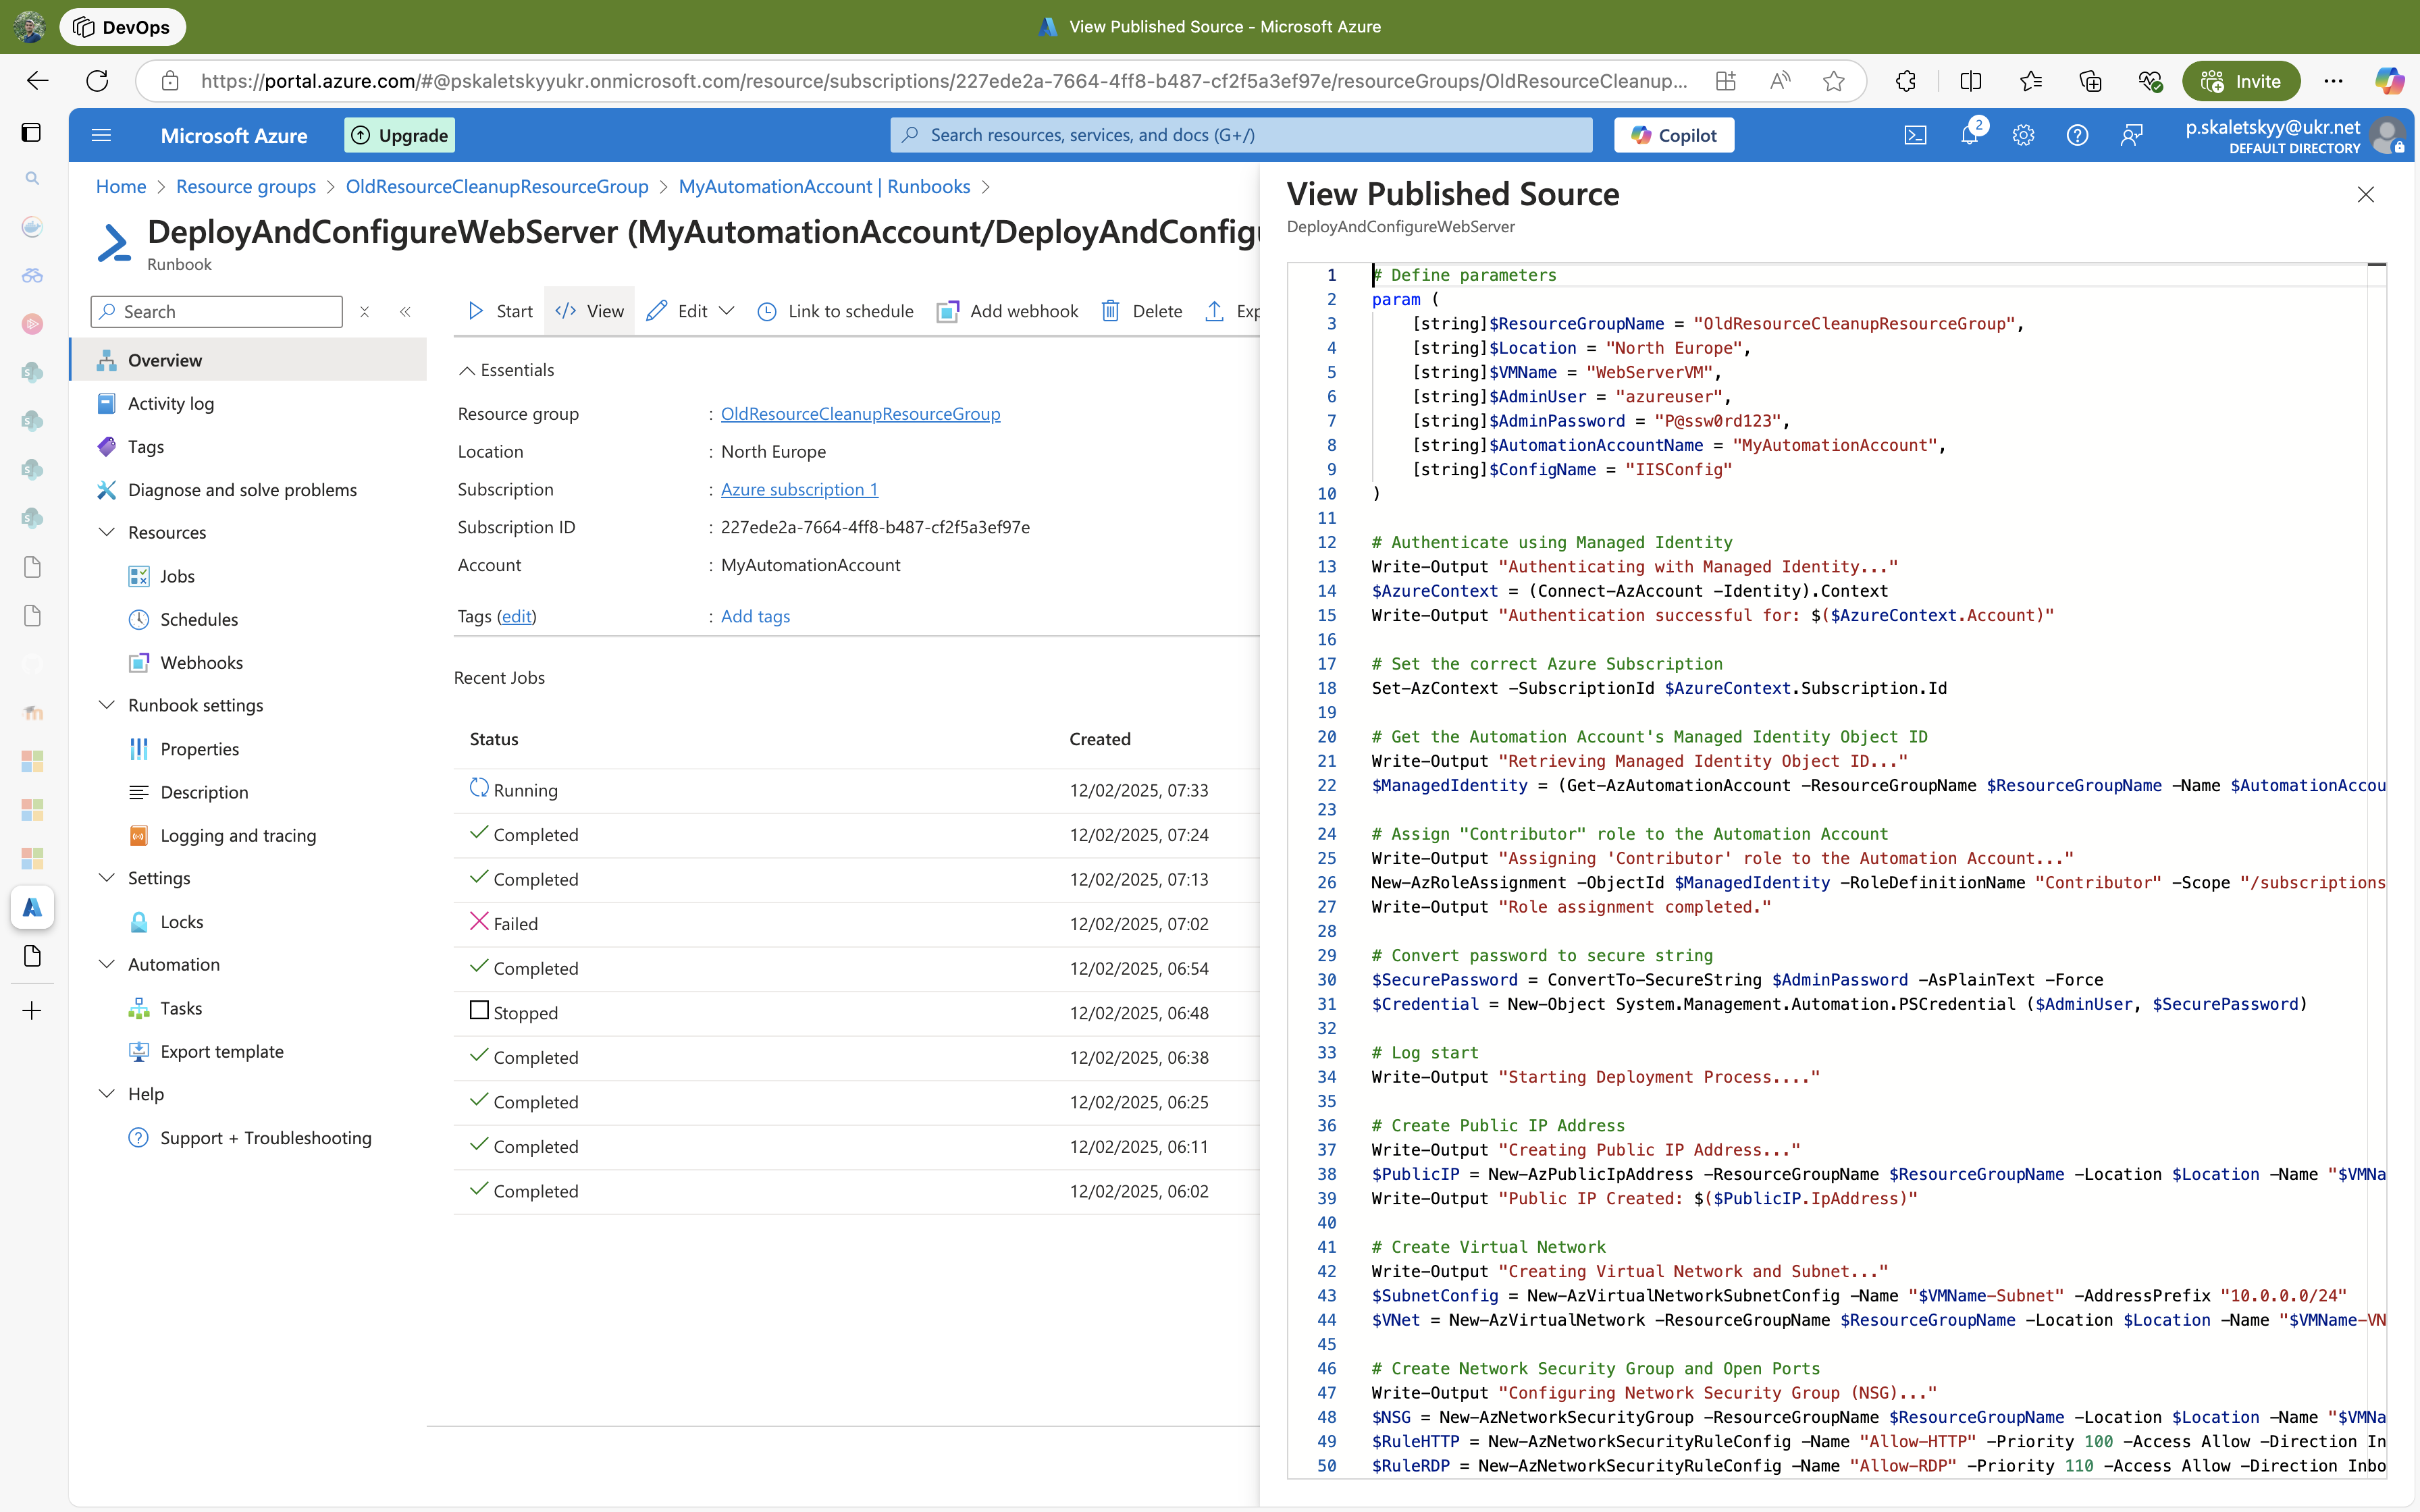 DevOps
View Published Source - Microsoft Azure
https://portal.azure.com/#@pskaletskyyukr.onmicrosoft.com/resource/subscriptions/227ede2a-7664-4ff8-b487-cf2f5a3ef97e/resourceGroups/OldResourceCleanup...
Invite
Microsoft Azure
Upgrade
Search resources, services, and docs (G+/)
Copilot
2
p.skaletskyy@ukr.net
DEFAULT DIRECTORY
Home > Resource groups > OldResourceCleanupResourceGroup > MyAutomationAccount | Runbooks >
DeployAndConfigureWebServer (MyAutomationAccount/DeployAndConfigu
Runbook
Search
Overview
Activity log
Tags
Diagnose and solve problems
Resources
Jobs
Schedules
Webhooks
Runbook settings
Properties
Description
Logging and tracing
Settings
Locks
Automation
Tasks
Export template
Help
Support + Troubleshooting
Start View Edit Link to schedule Add webhook Delete Exp
Essentials
Resource group : OldResourceCleanupResourceGroup
Location : North Europe
Subscription : Azure subscription 1
Subscription ID : 227ede2a-7664-4ff8-b487-cf2f5a3ef97e
Account : MyAutomationAccount
Tags (edit) : Add tags
Recent Jobs
Status Created
Running 12/02/2025, 07:33
Completed 12/02/2025, 07:24
Completed 12/02/2025, 07:13
Failed 12/02/2025, 07:02
Completed 12/02/2025, 06:54
Stopped 12/02/2025, 06:48
Completed 12/02/2025, 06:38
Completed 12/02/2025, 06:25
Completed 12/02/2025, 06:11
Completed 12/02/2025, 06:02
View Published Source
DeployAndConfigureWebServer
1 # Define parameters
2 param (
3 [string]$ResourceGroupName = "OldResourceCleanupResourceGroup",
4 [string]$Location = "North Europe",
5 [string]$VMName = "WebServerVM",
6 [string]$AdminUser = "azureuser",
7 [string]$AdminPassword = "P@ssw0rd123",
8 [string]$AutomationAccountName = "MyAutomationAccount",
9 [string]$ConfigName = "IISConfig"
10 )
11
12 # Authenticate using Managed Identity
13 Write-Output "Authenticating with Managed Identity..."
14 $AzureContext = (Connect-AzAccount -Identity).Context
15 Write-Output "Authentication successful for: $($AzureContext.Account)"
16
17 # Set the correct Azure Subscription
18 Set-AzContext -SubscriptionId $AzureContext.Subscription.Id
19
20 # Get the Automation Account's Managed Identity Object ID
21 Write-Output "Retrieving Managed Identity Object ID..."
22 $ManagedIdentity = (Get-AzAutomationAccount -ResourceGroupName $ResourceGroupName -Name $AutomationAccou
23
24 # Assign "Contributor" role to the Automation Account
25 Write-Output "Assigning 'Contributor' role to the Automation Account..."
26 New-AzRoleAssignment -ObjectId $ManagedIdentity -RoleDefinitionName "Contributor" -Scope "/subscriptions
27 Write-Output "Role assignment completed."
28
29 # Convert password to secure string
30 $SecurePassword = ConvertTo-SecureString $AdminPassword -AsPlainText -Force
31 $Credential = New-Object System.Management.Automation.PSCredential ($AdminUser, $SecurePassword)
32
33 # Log start
34 Write-Output "Starting Deployment Process...."
35
36 # Create Public IP Address
37 Write-Output "Creating Public IP Address..."
38 $PublicIP = New-AzPublicIpAddress -ResourceGroupName $ResourceGroupName -Location $Location -Name "$VMNa
39 Write-Output "Public IP Created: $($PublicIP.IpAddress)"
40
41 # Create Virtual Network
42 Write-Output "Creating Virtual Network and Subnet..."
43 $SubnetConfig = New-AzVirtualNetworkSubnetConfig -Name "$VMName-Subnet" -AddressPrefix "10.0.0.0/24"
44 $VNet = New-AzVirtualNetwork -ResourceGroupName $ResourceGroupName -Location $Location -Name "$VMName-VN
45
46 # Create Network Security Group and Open Ports
47 Write-Output "Configuring Network Security Group (NSG)..."
48 $NSG = New-AzNetworkSecurityGroup -ResourceGroupName $ResourceGroupName -Location $Location -Name "$VMNa
49 $RuleHTTP = New-AzNetworkSecurityRuleConfig -Name "Allow-HTTP" -Priority 100 -Access Allow -Direction In
50 $RuleRDP = New-AzNetworkSecurityRuleConfig -Name "Allow-RDP" -Priority 110 -Access Allow -Direction Inbo